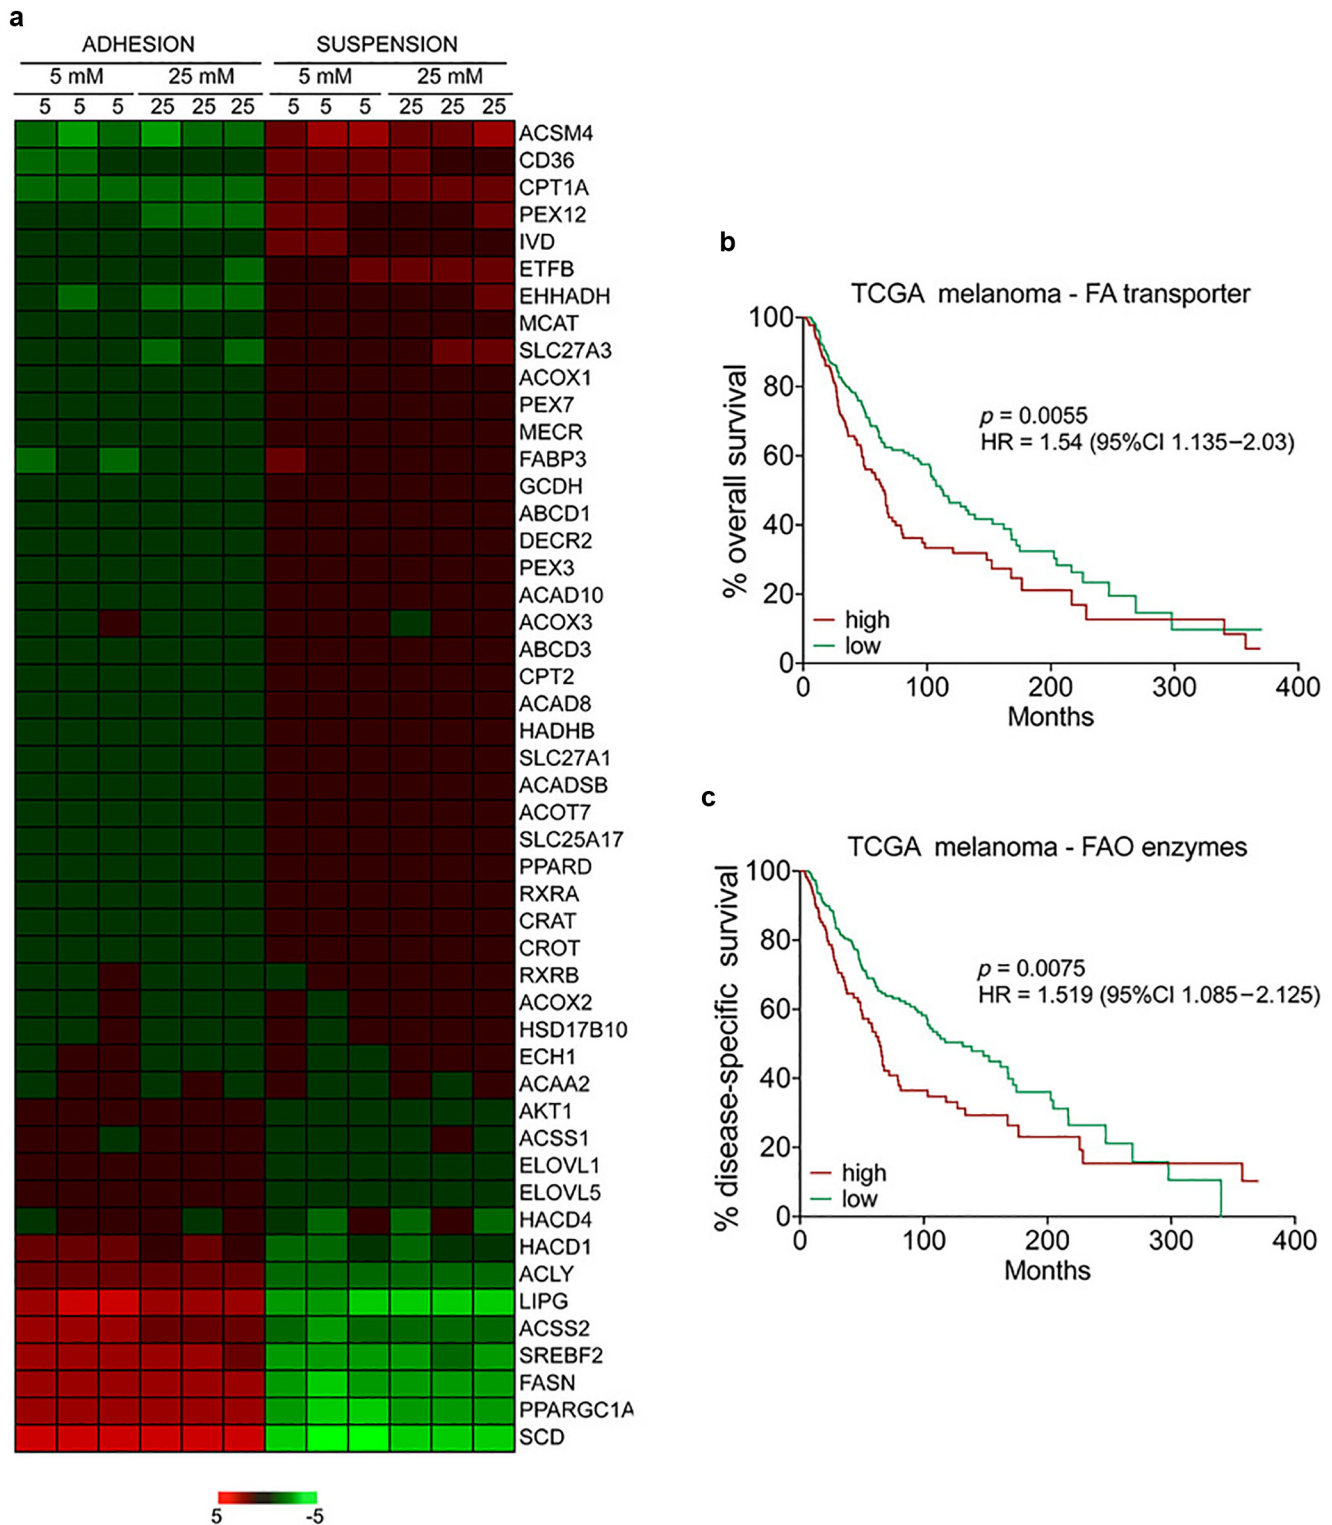 a
ADHESION SUSPENSION
5 mM 25 mM 5 mM 25 mM
5 5 5 25 25 25 5 5 5 25 25 25
ACSM4
CD36
CPT1A
PEX12
IVD
ETFB
EHHADH
MCAT
SLC27A3
ACOX1
PEX7
MECR
FABP3
GCDH
ABCD1
DECR2
PEX3
ACAD10
ACOX3
ABCD3
CPT2
ACAD8
HADHB
SLC27A1
ACADSB
ACOT7
SLC25A17
PPARD
RXRA
CRAT
CROT
RXRB
ACOX2
HSD17B10
ECH1
ACAA2
AKT1
ACSS1
ELOVL1
ELOVL5
HACD4
HACD1
ACLY
LIPG
ACSS2
SREBF2
FASN
PPARGC1A
SCD
5 -5
b
TCGA melanoma - FA transporter
% overall survival
100
80
60
40
20
0
p = 0.0055
HR = 1.54 (95%CI 1.135–2.03)
high
low
0 100 200 300 400
Months
c
TCGA melanoma - FAO enzymes
% disease-specific survival
100
80
60
40
20
0
p = 0.0075
HR = 1.519 (95%CI 1.085–2.125)
high
low
0 100 200 300 400
Months